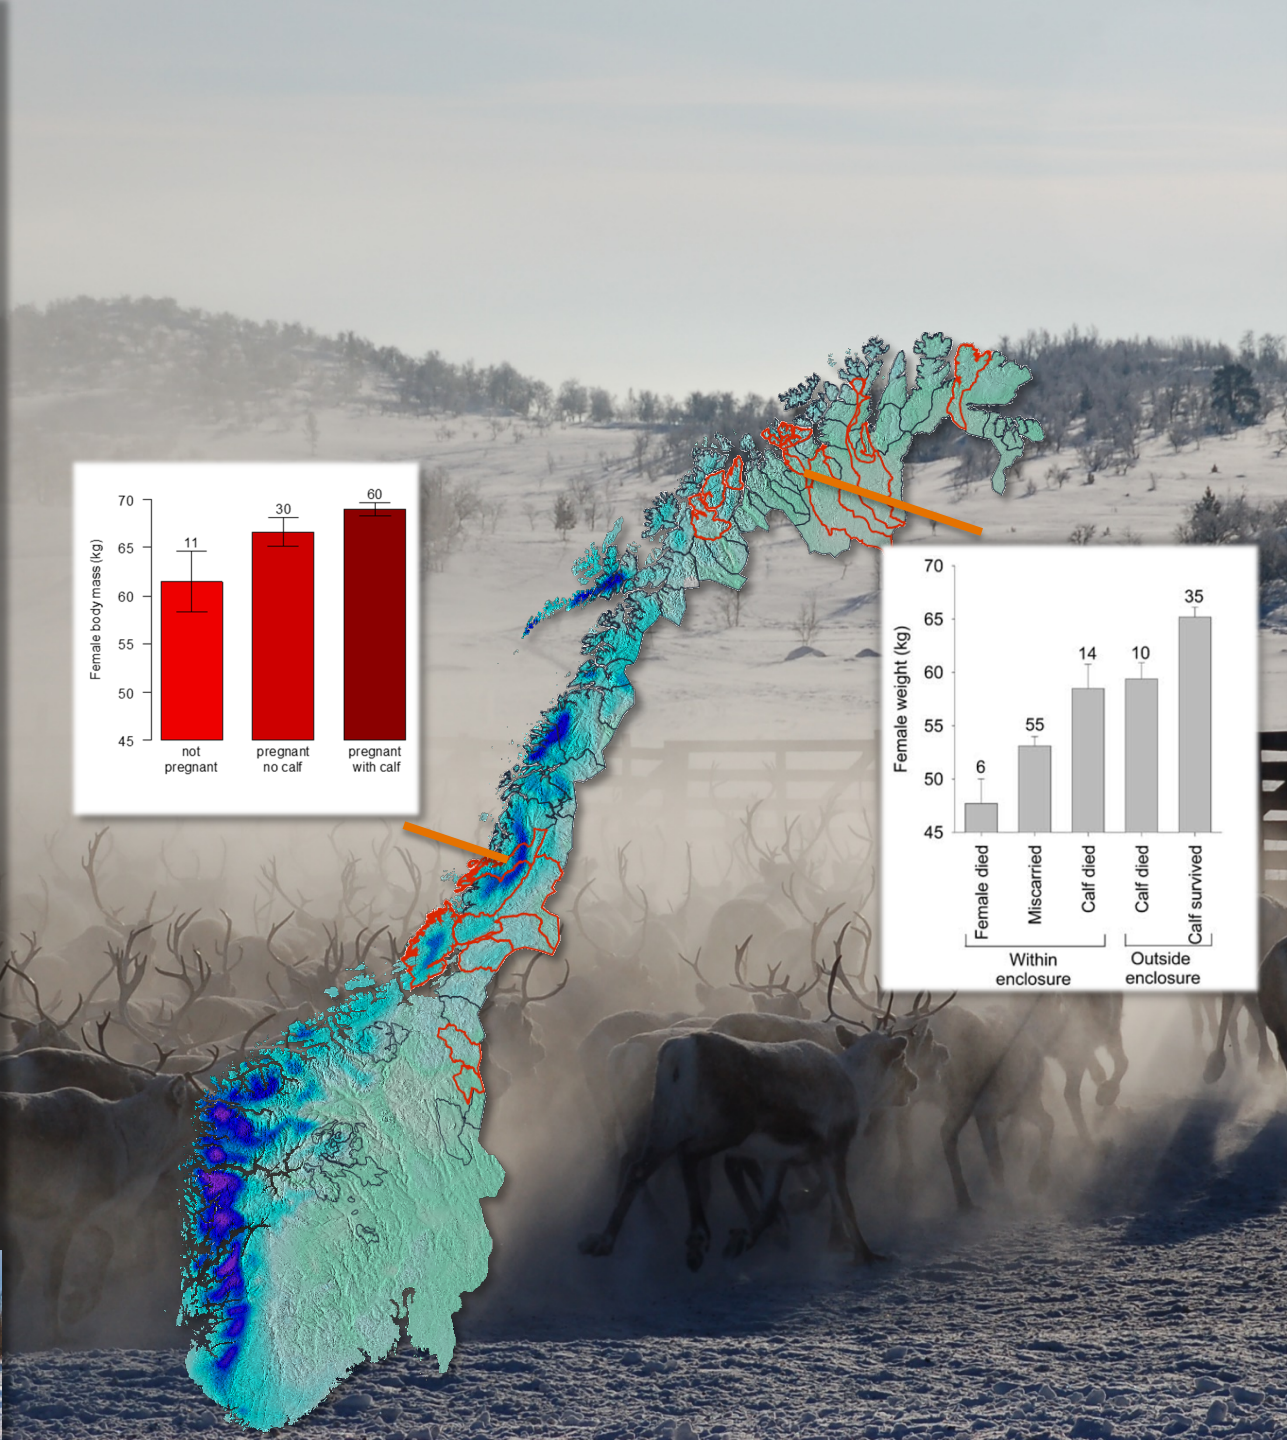 70
65
60
55
50
45
Female body mass (kg)
11
30
60
not
pregnant
pregnant
no calf
pregnant
with calf
70
65
60
55
50
45
Female weight (kg)
6
55
14
10
35
Female died
Miscarried
Calf died
Calf died
Calf survived
Within
enclosure
Outside
enclosure